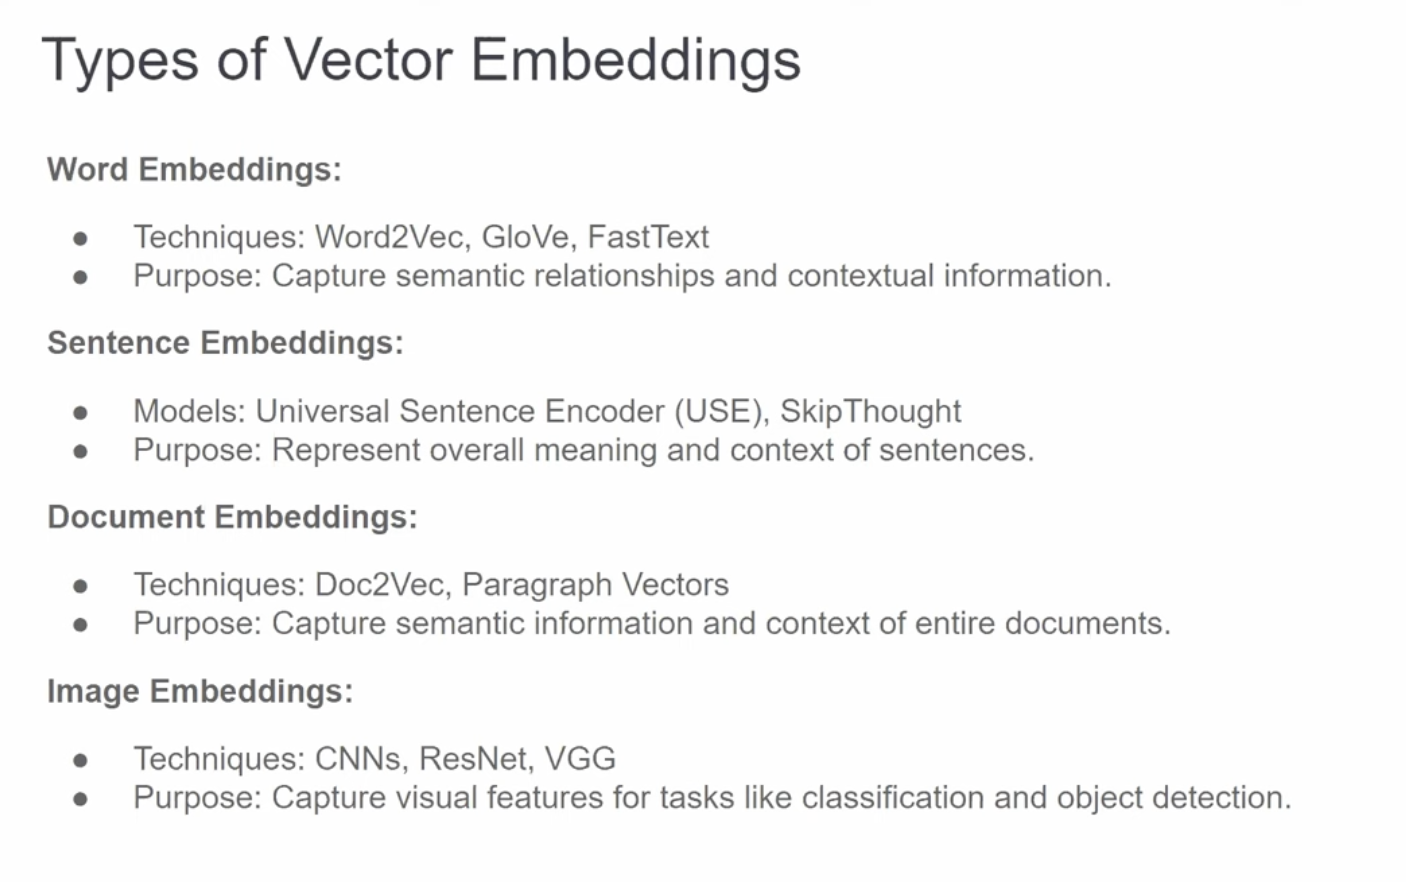 Types of Vector Embeddings
Word Embeddings:
● Techniques: Word2Vec, GloVe, FastText
● Purpose: Capture semantic relationships and contextual information.
Sentence Embeddings:
● Models: Universal Sentence Encoder (USE), SkipThought
● Purpose: Represent overall meaning and context of sentences.
Document Embeddings:
● Techniques: Doc2Vec, Paragraph Vectors
● Purpose: Capture semantic information and context of entire documents.
Image Embeddings:
● Techniques: CNNs, ResNet, VGG
● Purpose: Capture visual features for tasks like classification and object detection.